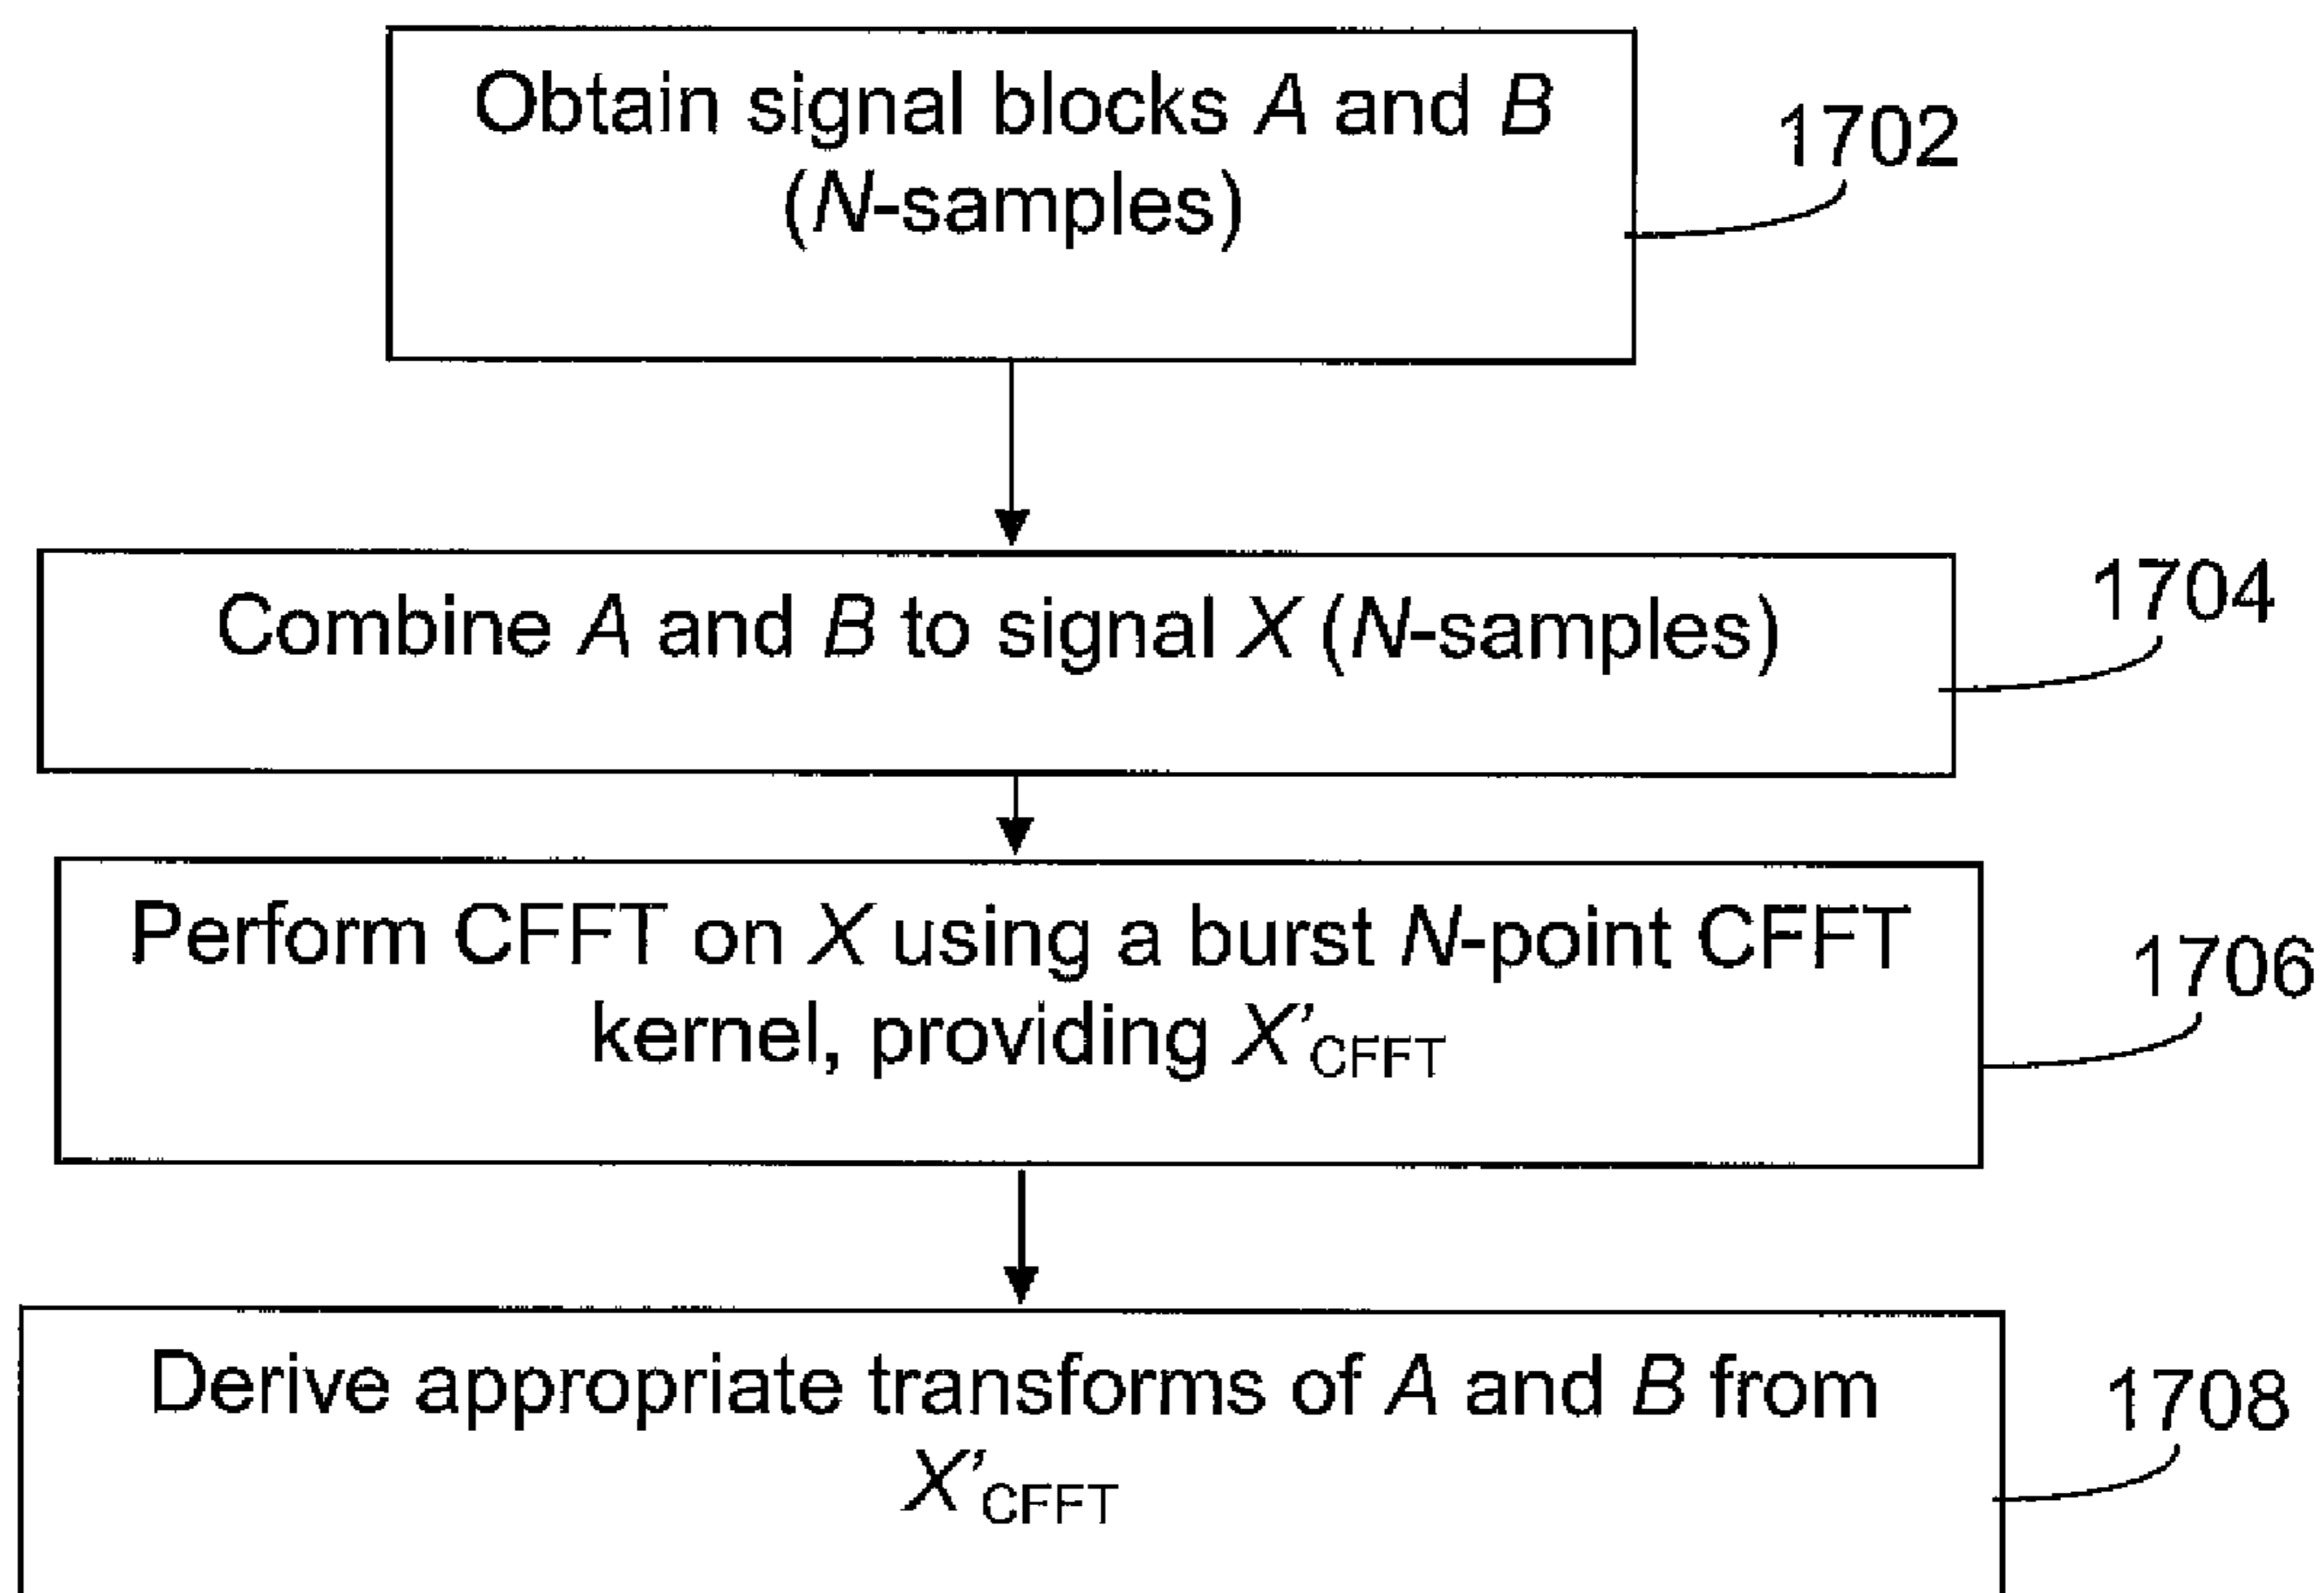 Obtain signal blocks A and B
(N-samples)
1702
Combine A and B to signal X (N-samples)
1704
Perform CFFT on X using a burst N-point CFFT
kernel, providing X'CFFT
1706
Derive appropriate transforms of A and B from
X'CFFT
1708